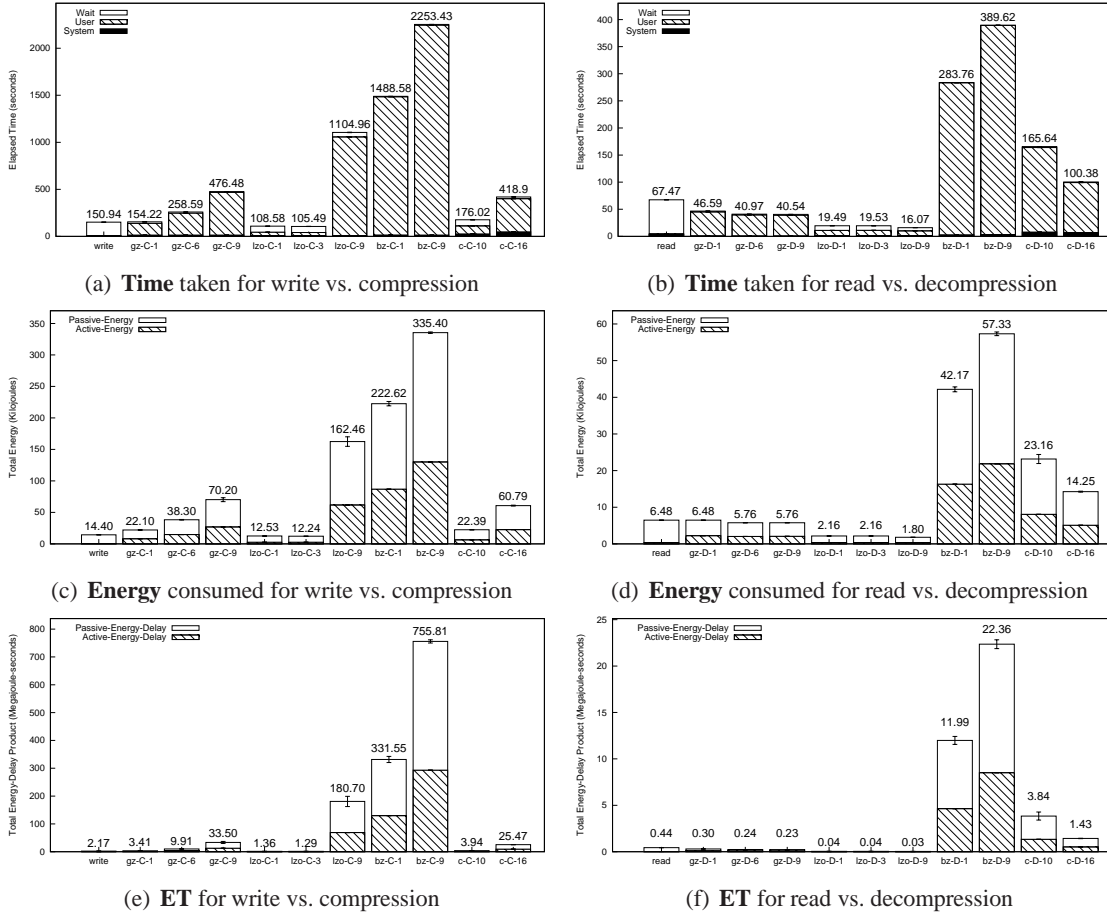 Wait
User
System
Elapsed Time (seconds)
2000
1500
1000
500
0
150.94
154.22
258.59
476.48
108.58
105.49
1104.96
1488.58
2253.43
176.02
418.9
write
gz-C-1
gz-C-6
gz-C-9
lzo-C-1
lzo-C-3
lzo-C-9
bz-C-1
bz-C-9
c-C-10
c-C-16
(a) Time taken for write vs. compression
Wait
User
System
Elapsed Time (seconds)
400
350
300
250
200
150
100
50
0
67.47
46.59
40.97
40.54
19.49
19.53
16.07
283.76
389.62
165.64
100.38
read
gz-D-1
gz-D-6
gz-D-9
lzo-D-1
lzo-D-3
lzo-D-9
bz-D-1
bz-D-9
c-D-10
c-D-16
(b) Time taken for read vs. decompression
Passive-Energy
Active-Energy
Total Energy (Kilojoules)
350
300
250
200
150
100
50
0
14.40
22.10
38.30
70.20
12.53
12.24
162.46
222.62
335.40
22.39
60.79
write
gz-C-1
gz-C-6
gz-C-9
lzo-C-1
lzo-C-3
lzo-C-9
bz-C-1
bz-C-9
c-C-10
c-C-16
(c) Energy consumed for write vs. compression
Passive-Energy
Active-Energy
Total Energy (Kilojoules)
60
50
40
30
20
10
0
6.48
6.48
5.76
5.76
2.16
2.16
1.80
42.17
57.33
23.16
14.25
read
gz-D-1
gz-D-6
gz-D-9
lzo-D-1
lzo-D-3
lzo-D-9
bz-D-1
bz-D-9
c-D-10
c-D-16
(d) Energy consumed for read vs. decompression
Passive-Energy-Delay
Active-Energy-Delay
Total Energy-Delay Product (Megajoule-seconds)
800
700
600
500
400
300
200
100
0
2.17
3.41
9.91
33.50
1.36
1.29
180.70
331.55
755.81
3.94
25.47
write
gz-C-1
gz-C-6
gz-C-9
lzo-C-1
lzo-C-3
lzo-C-9
bz-C-1
bz-C-9
c-C-10
c-C-16
(e) ET for write vs. compression
Passive-Energy-Delay
Active-Energy-Delay
Total Energy-Delay Product (Megajoule-seconds)
25
20
15
10
5
0
0.44
0.30
0.24
0.23
0.04
0.04
0.03
11.99
22.36
3.84
1.43
read
gz-D-1
gz-D-6
gz-D-9
lzo-D-1
lzo-D-3
lzo-D-9
bz-D-1
bz-D-9
c-D-10
c-D-16
(f) ET for read vs. decompression